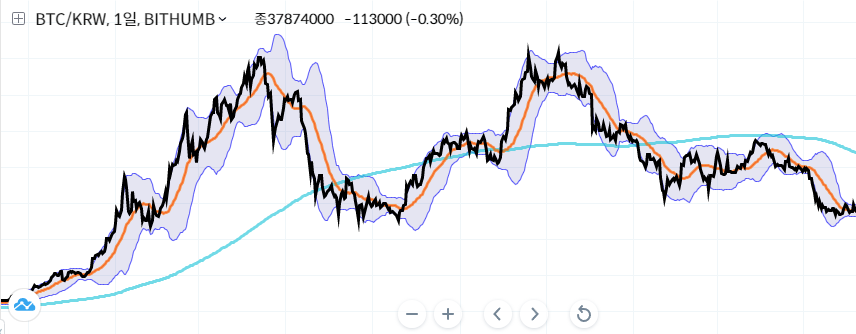 BTC/KRW, 1일, BITHUMB 종37874000 -113000 (-0.30%)